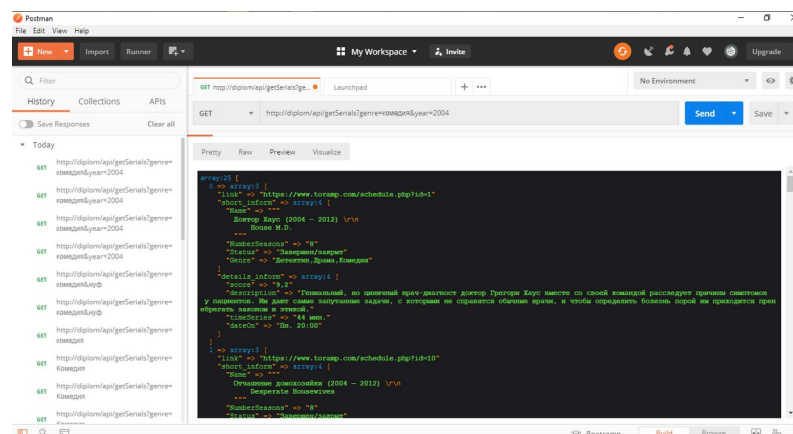 Postman
File Edit View Help
New Import Runner My Workspace Invite Upgrade
Filter
History Collections APIs
Save Responses Clear all
Today
GET http://diplom/api/getSerials?genre=
комедия&year=2004
GET http://diplom/api/getSerials?genre=
комедия&year=2004
GET http://diplom/api/getSerials?genre=
комедия&year=2004
GET http://diplom/api/getSerials?genre=
комедия&year=2004
GET http://diplom/api/getSerials?genre=
комедия&нуф
GET http://diplom/api/getSerials?genre=
комедия&нуф
GET http://diplom/api/getSerials?genre=
комедия
GET http://diplom/api/getSerials?genre=
Комедия
GET http://diplom/api/getSerials?genre=
Комедия
GET http://diplom/api/getSerials?genre=
GET http://diplom/api/getSerials?ge... Launchpad + ...
No Environment
GET http://diplom/api/getSerials?genre=комедия&year=2004 Send Save
Pretty Raw Preview Visualize
array:25 [
0 => array:3 [
"link" => "https://www.toramp.com/schedule.php?id=1"
"short_inform" => array:4 [
"Name" => """
Доктор Хаус (2004 — 2012) \r\n
House M.D.
"""
"NumberSeasons" => "8"
"Status" => "Завершен/закрыт"
"Genre" => "Детектив,Драма,Комедия"
]
"details_inform" => array:4 [
"score" => "9,2"
"description" => "Гениальный, но циничный врач-диагност доктор Грегори Хаус вместе со своей командой расследует причины симптомов
у пациентов. Им дают самые запутанные задачи, с которыми не справятся обычные врачи, и чтобы определить болезнь порой им приходится прен
ебрегать законом и этикой."
"timeSeries" => "44 мин."
"dateOn" => "Пн. 20:00"
]
]
1 => array:3 [
"link" => "https://www.toramp.com/schedule.php?id=10"
"short_inform" => array:4 [
"Name" => """
Отчаянные домохозяйки (2004 — 2012) \r\n
Desperate Housewives
"""
"NumberSeasons" => "8"
"Status" => "Завершен/закрыт"
Bootcamp Build Browse